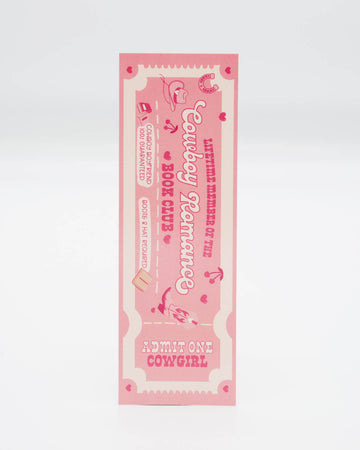 LIFETIME MEMBER OF THE
Cowboy Romance
BOOK CLUB
COWBOY BOYFRIEND
100% GUARANTEED
BOOTS & HAT REQUIRED
ADMIT ONE
COWGIRL